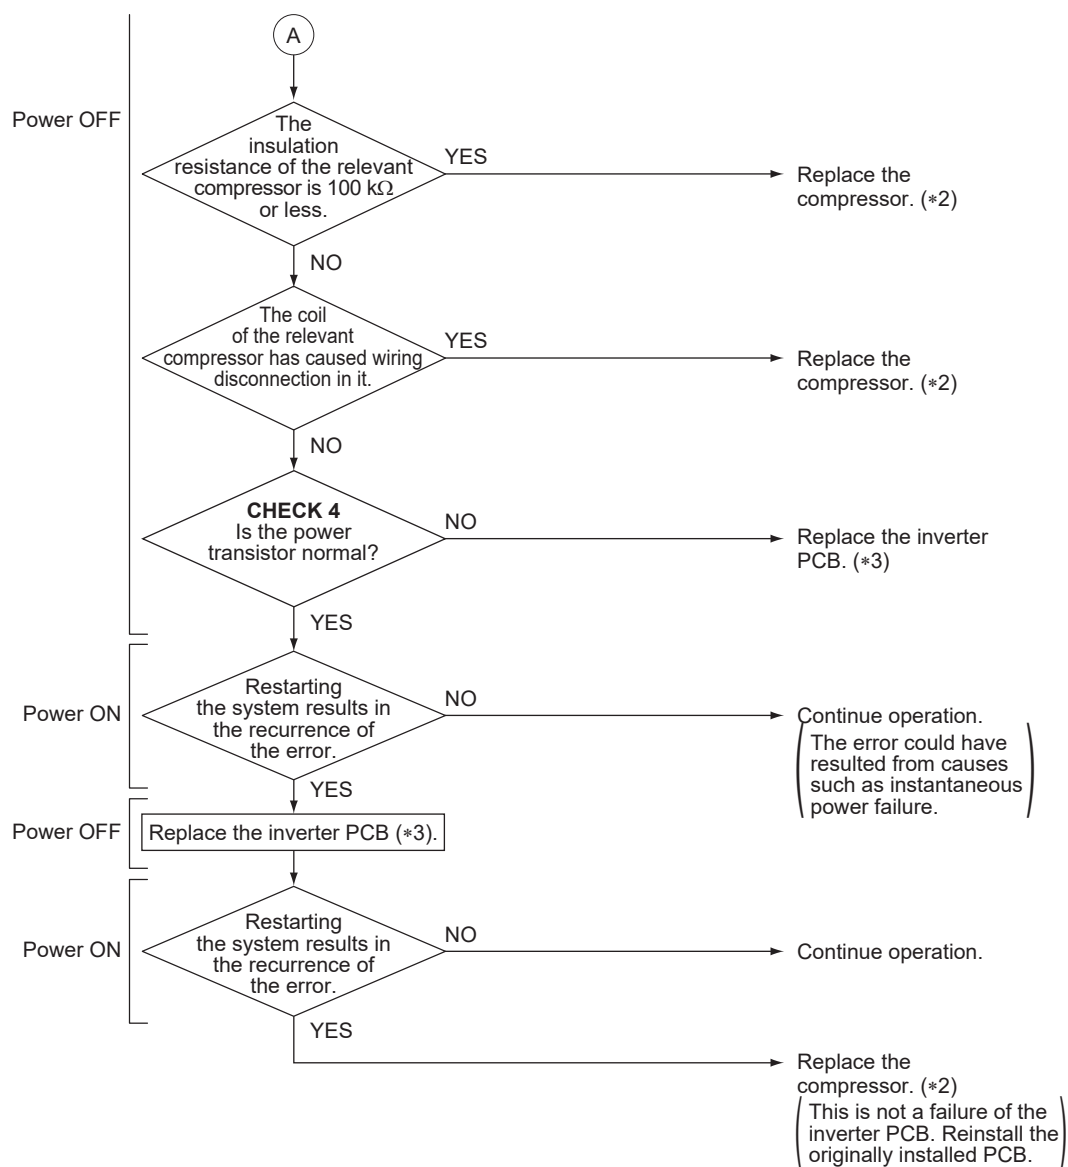 A
Power OFF
The
insulation
resistance of the relevant
compressor is 100 kΩ
or less.
YES
Replace the
compressor. (*2)
NO
The coil
of the relevant
compressor has caused wiring
disconnection in it.
YES
Replace the
compressor. (*2)
NO
CHECK 4
Is the power
transistor normal?
NO
Replace the inverter
PCB. (*3)
YES
Power ON
Restarting
the system results in
the recurrence of
the error.
NO
Continue operation.
(The error could have
resulted from causes
such as instantaneous
power failure.)
YES
Power OFF
Replace the inverter PCB (*3).
Power ON
Restarting
the system results in
the recurrence of
the error.
NO
Continue operation.
YES
Replace the
compressor. (*2)
(This is not a failure of the
inverter PCB. Reinstall the
originally installed PCB.)